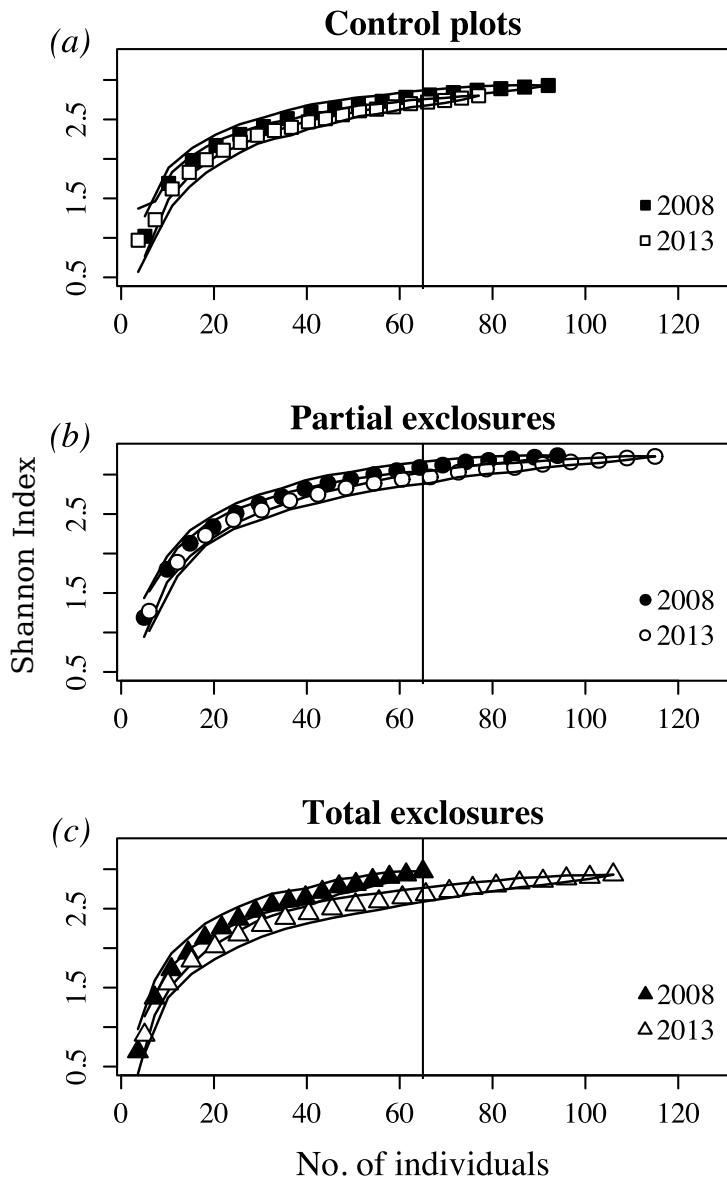 Control plots
(a)
2.5
1.5
0.5
2008
2013
0 20 40 60 80 100 120
Partial exclosures
(b)
2.5
1.5
0.5
2008
2013
0 20 40 60 80 100 120
Shannon Index
Total exclosures
(c)
2.5
1.5
0.5
2008
2013
0 20 40 60 80 100 120
No. of individuals